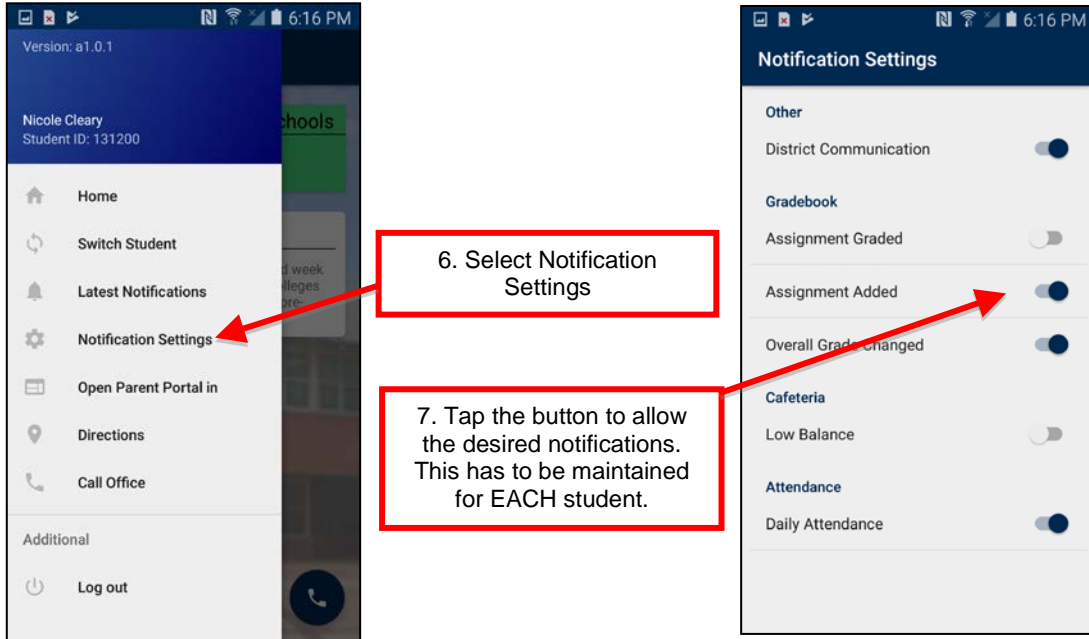 6:16 PM
Version: a1.0.1
Nicole Cleary
Student ID: 131200
chools
Home
Switch Student
d week
lleges
ore-
Latest Notifications
Notification Settings
Open Parent Portal in
Directions
Call Office
Additional
Log out
6. Select Notification
Settings
7. Tap the button to allow
the desired notifications.
This has to be maintained
for EACH student.
6:16 PM
Notification Settings
Other
District Communication
Gradebook
Assignment Graded
Assignment Added
Overall Grade Changed
Cafeteria
Low Balance
Attendance
Daily Attendance